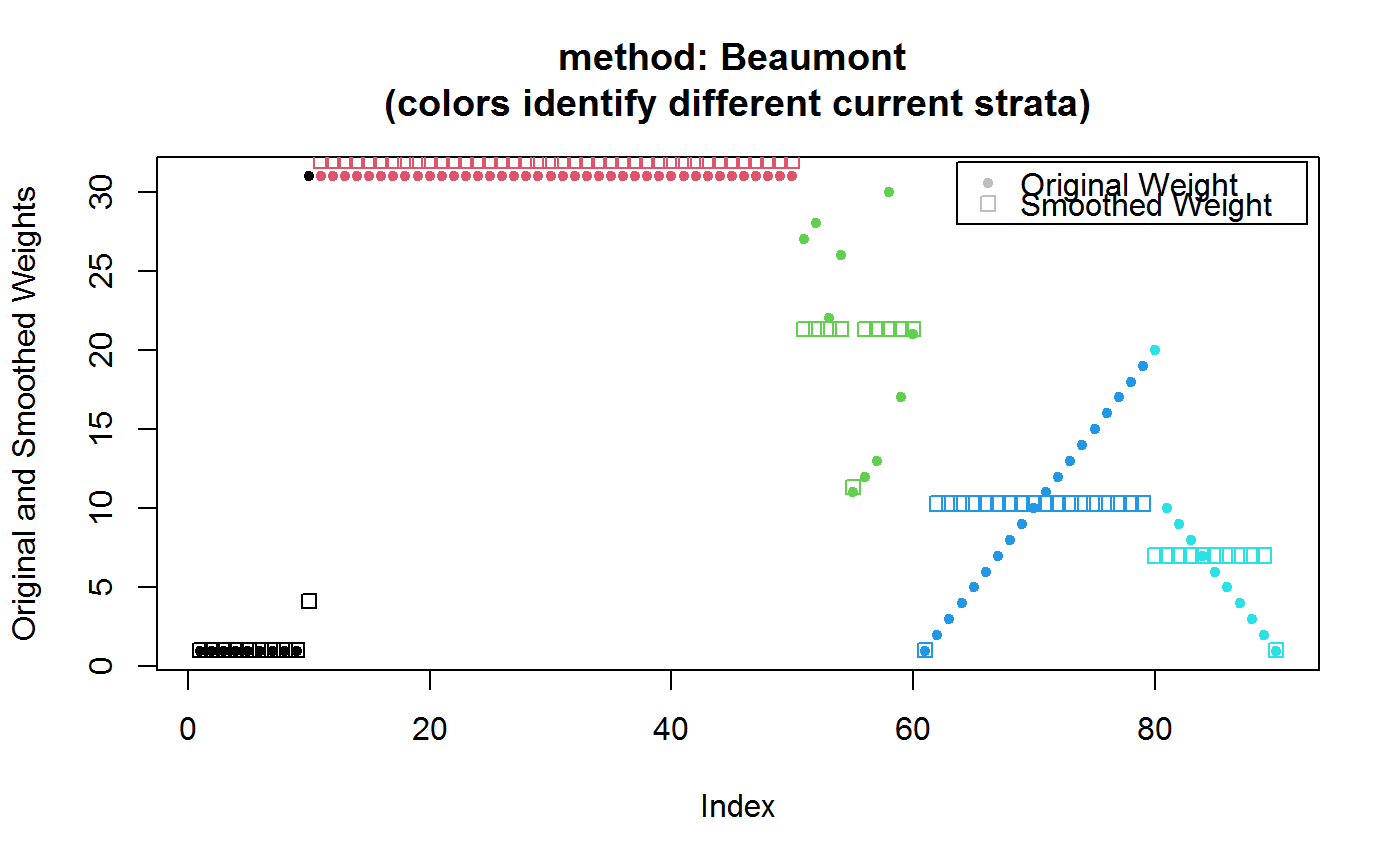 method: Beaumont
(colors identify different current strata)
Original and Smoothed Weights
30
25
20
15
10
5
0
Original Weight
Smoothed Weight
0 20 40 60 80
Index